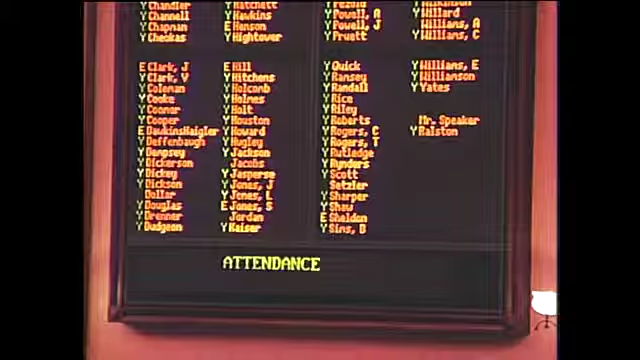 Y Chandler
Y Channell
Y Chapman
Y Cheokas
E Clark, J
Y Clark, V
Y Coleman
Y Cooke
Y Coomer
Y Cooper
E DawkinsHaigler
Y Deffenbaugh
Y Dempsey
Y Dickerson
Y Dickey
Y Dickson
Dollar
Y Douglas
Y Drenner
Y Dudgeon
Y Hatchett
Y Hawkins
E Henson
Y Hightower
E Hill
Y Hitchens
Y Holcomb
Y Holmes
Y Holt
Y Houston
Y Howard
Y Hugley
Y Jackson
Jacobs
Y Jasperse
Y Jones, J
Y Jones, L
E Jones, S
Jordan
Y Kaiser
Y Powell, A
Y Powell, J
Y Pruett
Y Quick
Y Ramsey
Y Randall
Y Rice
Y Riley
Y Roberts
Y Rogers, C
Y Rogers, T
Y Rutledge
Y Rynders
Y Scott
Setzler
Y Sharper
Y Shaw
E Sheldon
Y Sims, B
Y Willard
Williams, A
Y Williams, C
Y Williams, E
Y Williamson
Y Yates
Mr. Speaker
Y Ralston
ATTENDANCE